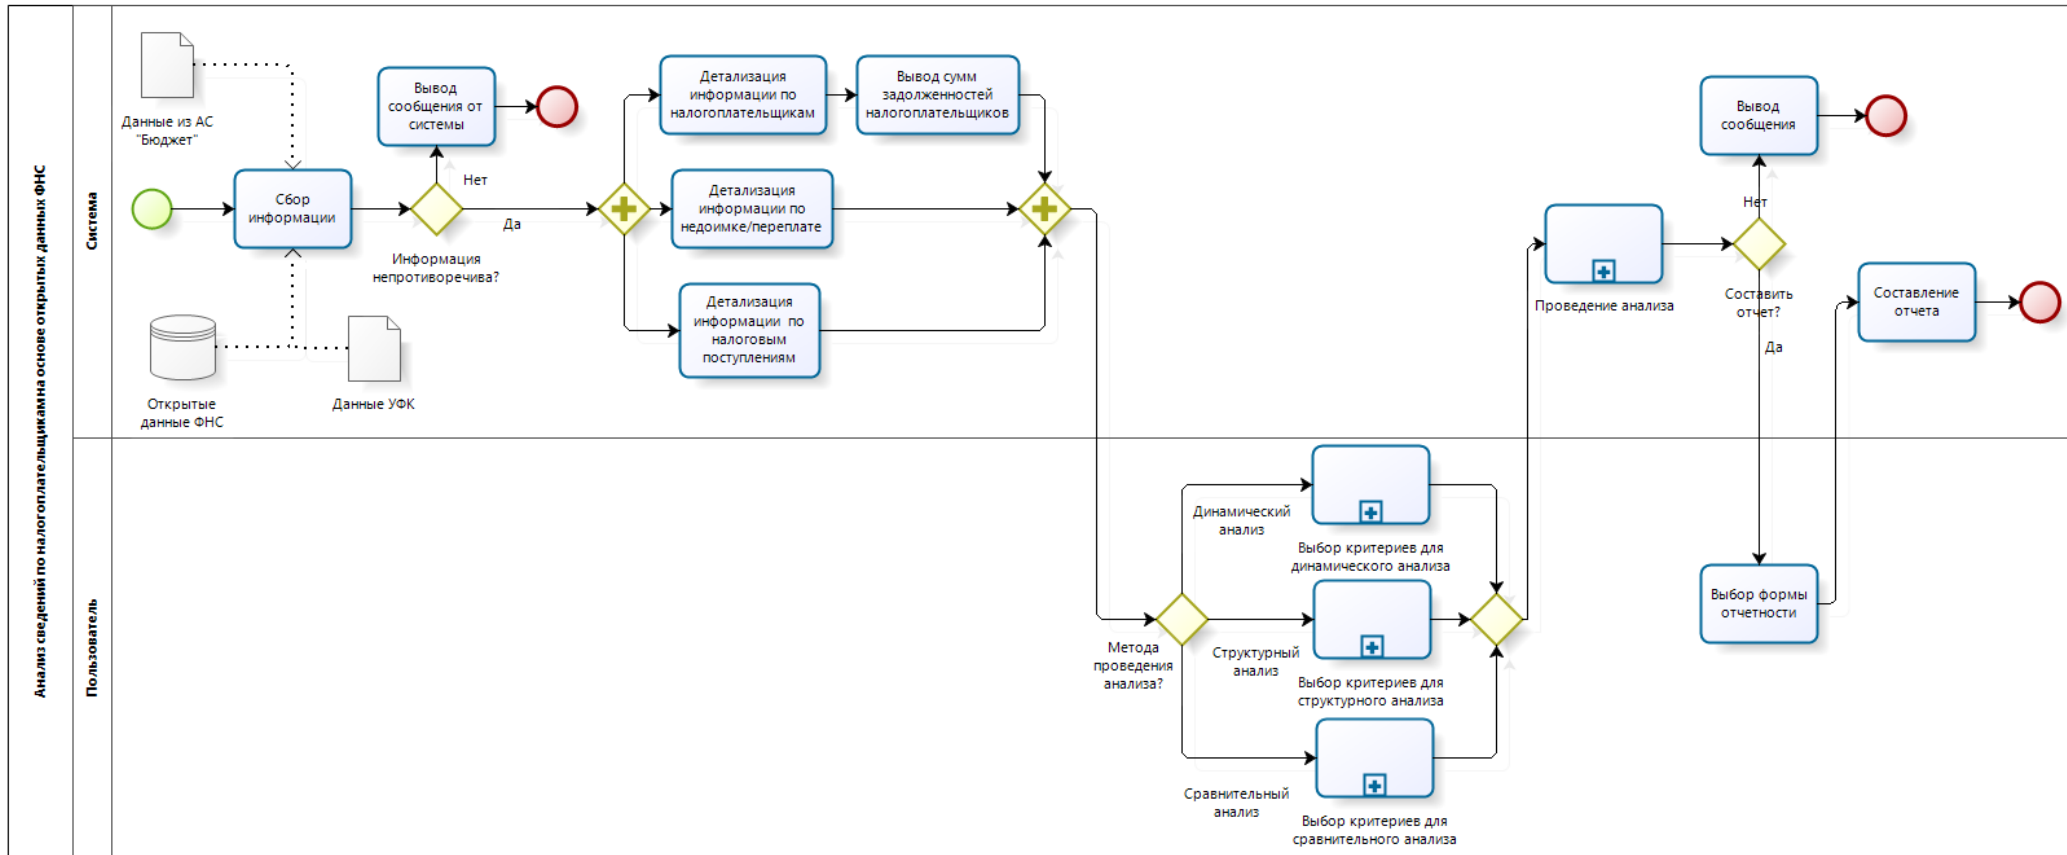 Анализ сведений по налогоплательщикам на основе открытых данных ФНС
Система
Пользователь
Данные из АС
"Бюджет"
Сбор
информации
Открытые
данные ФНС
Данные УФК
Вывод
сообщения от
системы
Нет
Да
Информация
непротиворечива?
Детализация
информации по
налогоплательщикам
Вывод сумм
задолженностей
налогоплательщиков
Детализация
информации по
недоимке/переплате
Детализация
информации по
налоговым
поступлениям
Метода
проведения
анализа?
Динамический
анализ
Выбор критериев для
динамического анализа
Структурный
анализ
Выбор критериев для
структурного анализа
Сравнительный
анализ
Выбор критериев для
сравнительного анализа
Проведение анализа
Вывод
сообщения
Нет
Составить
отчет?
Да
Выбор формы
отчетности
Составление
отчета